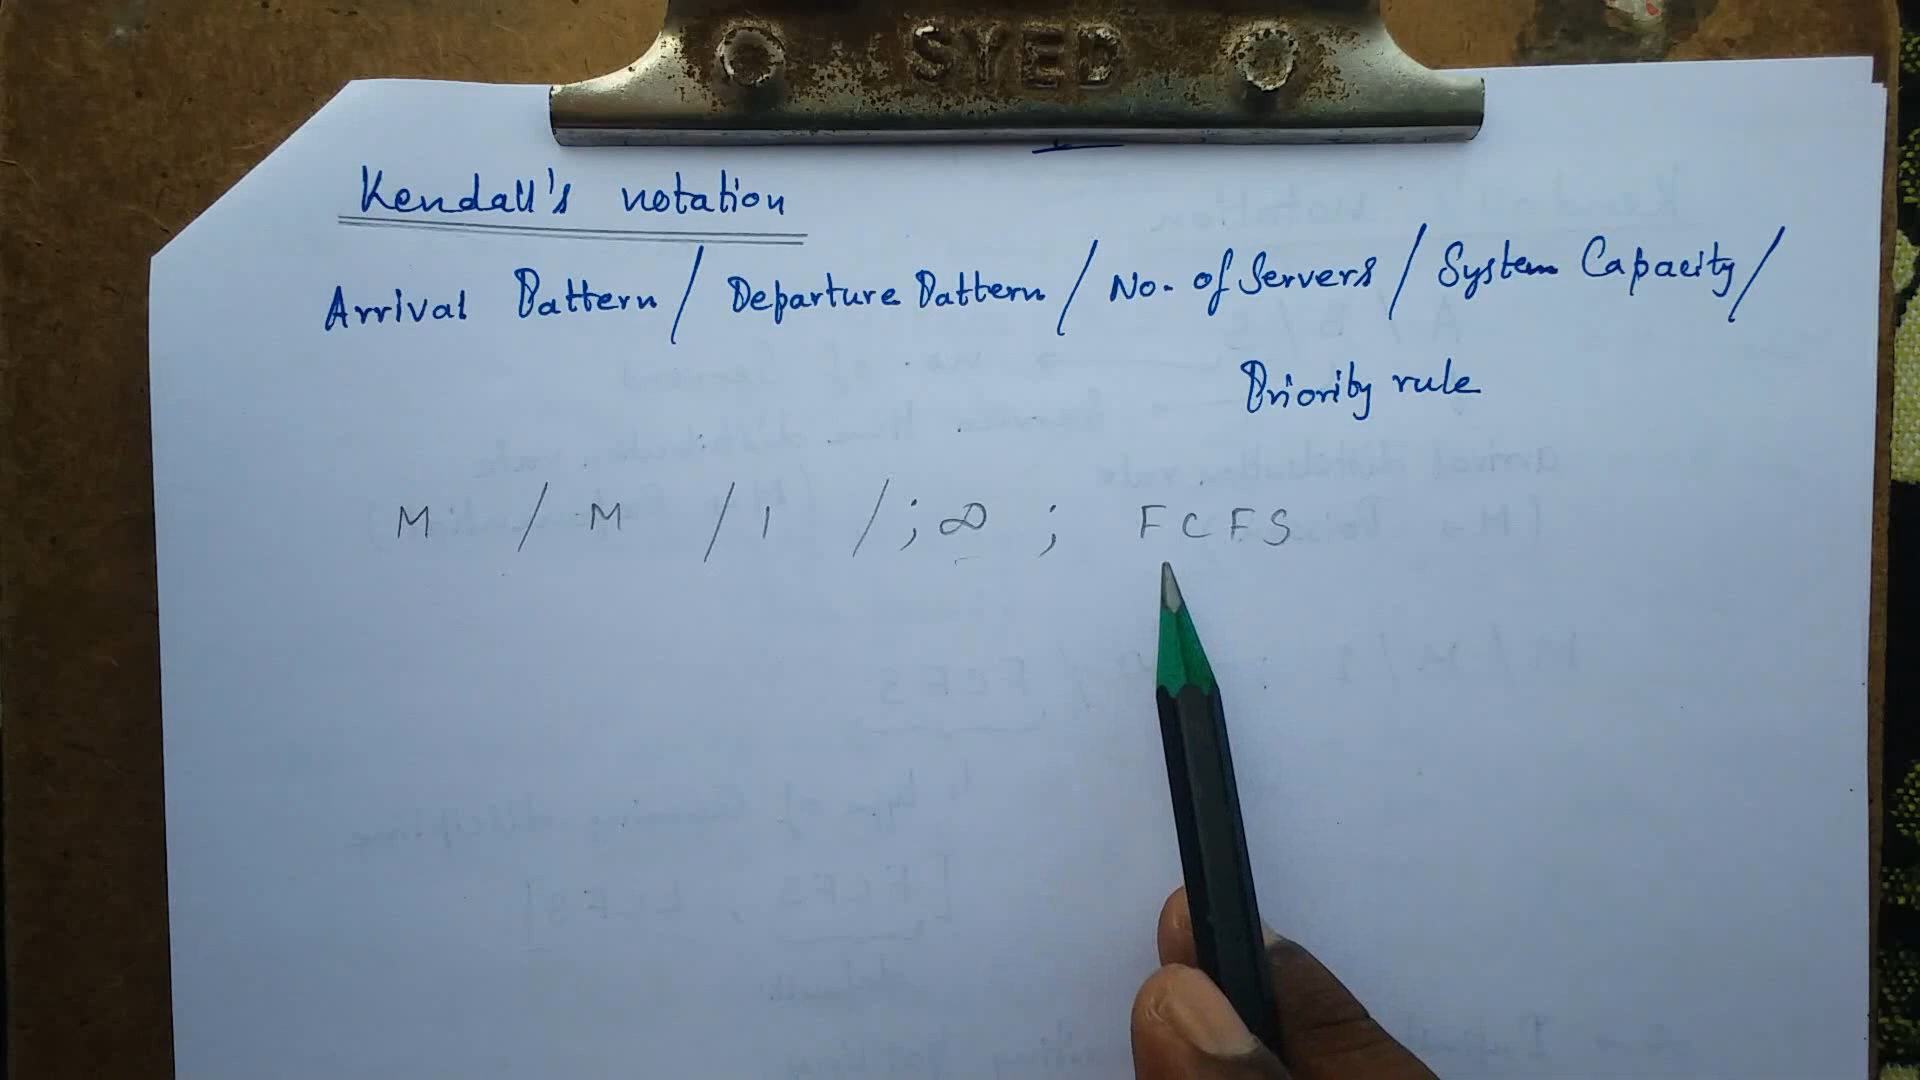 SYED
Kendall's notation
Arrival Pattern / Departure Pattern / No. of Servers / System Capacity /
Priority rule
M / M / 1 / ; ∞ ; FCFS